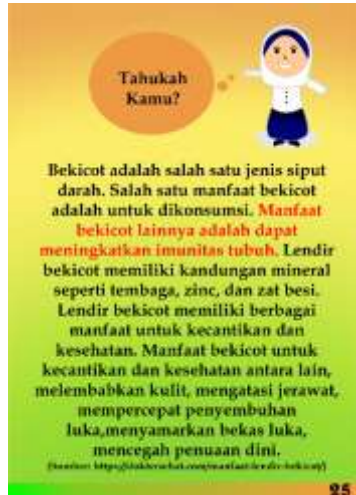 Tahukah
Kamu?
Bekicot adalah salah satu jenis siput
darah. Salah satu manfaat bekicot
adalah untuk dikonsumsi. Manfaat
bekicot lainnya adalah dapat
meningkatkan imunitas tubuh. Lendir
bekicot memiliki kandungan mineral
seperti tembaga, zinc, dan zat besi.
Lendir bekicot memiliki berbagai
manfaat untuk kecantikan dan
kesehatan. Manfaat bekicot untuk
kecantikan dan kesehatan antara lain,
melembabkan kulit, mengatasi jerawat,
mempercepat penyembuhan
luka,menyamarkan bekas luka,
mencegah penuaan dini.
(Sumber:
25